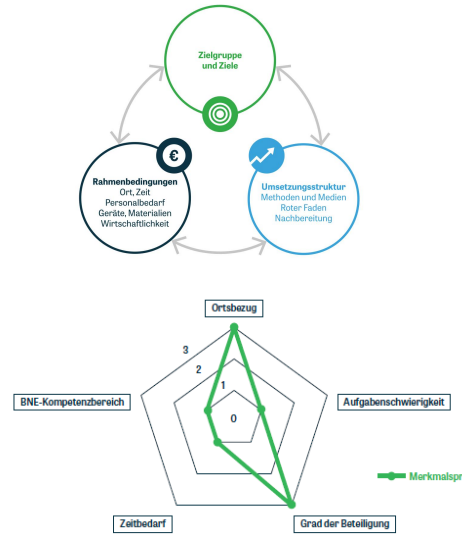 Zielgruppe
und Ziele
€
Rahmenbedingungen
Ort, Zeit
Personalbedarf
Geräte, Materialien
Wirtschaftlichkeit
Umsetzungsstruktur
Methoden und Medien
Roter Faden
Nachbereitung
Ortsbezug
3
2
1
0
BNE-Kompetenzbereich
Aufgabenschwierigkeit
Merkmalspr
Zeitbedarf
Grad der Beteiligung